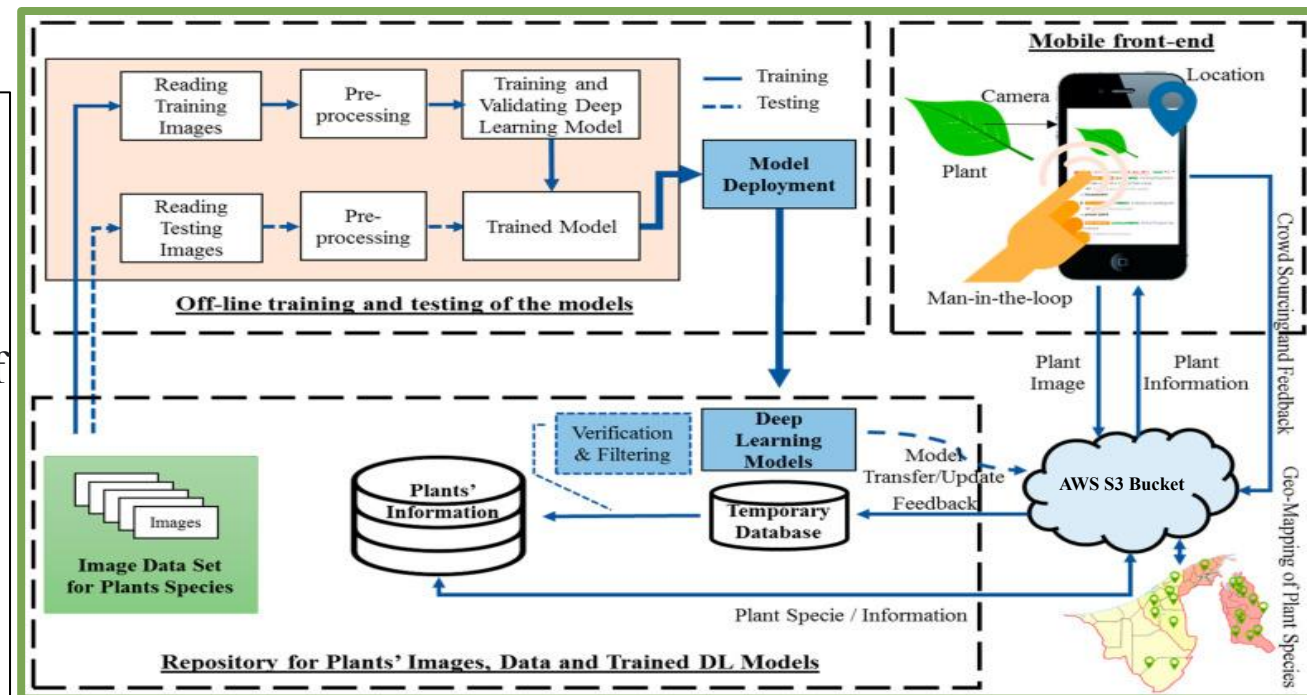 Reading
Training
Images
Pre-
processing
Training and
Validating Deep
Learning Model
Training
Testing
Reading
Testing
Images
Pre-
processing
Trained Model
Model
Deployment
Off-line training and testing of the models
Mobile front-end
Location
Camera
Plant
Man-in-the-loop
Plant
Image
Plant
Information
Crowd Sourcing and Feedback
f
Verification
& Filtering
Deep
Learning
Models
Model
Transfer/Update
Feedback
AWS S3 Bucket
Plants'
Information
Temporary
Database
Images
Image Data Set
for Plants Species
Plant Specie / Information
Geo-Mapping of Plant Species
Repository for Plants' Images, Data and Trained DL Models